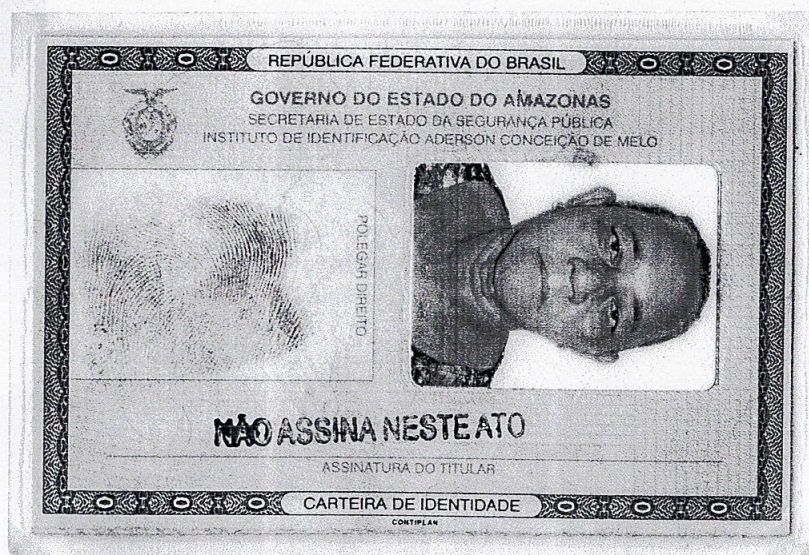 REPÚBLICA FEDERATIVA DO BRASIL
GOVERNO DO ESTADO DO AMAZONAS
SECRETARIA DE ESTADO DA SEGURANÇA PÚBLICA
INSTITUTO DE IDENTIFICAÇÃO ADERSON CONCEIÇÃO DE MELO
POLEGAR DIREITO
NÃO ASSINA NESTE ATO
ASSINATURA DO TITULAR
CARTEIRA DE IDENTIDADE
CONTIPLAN